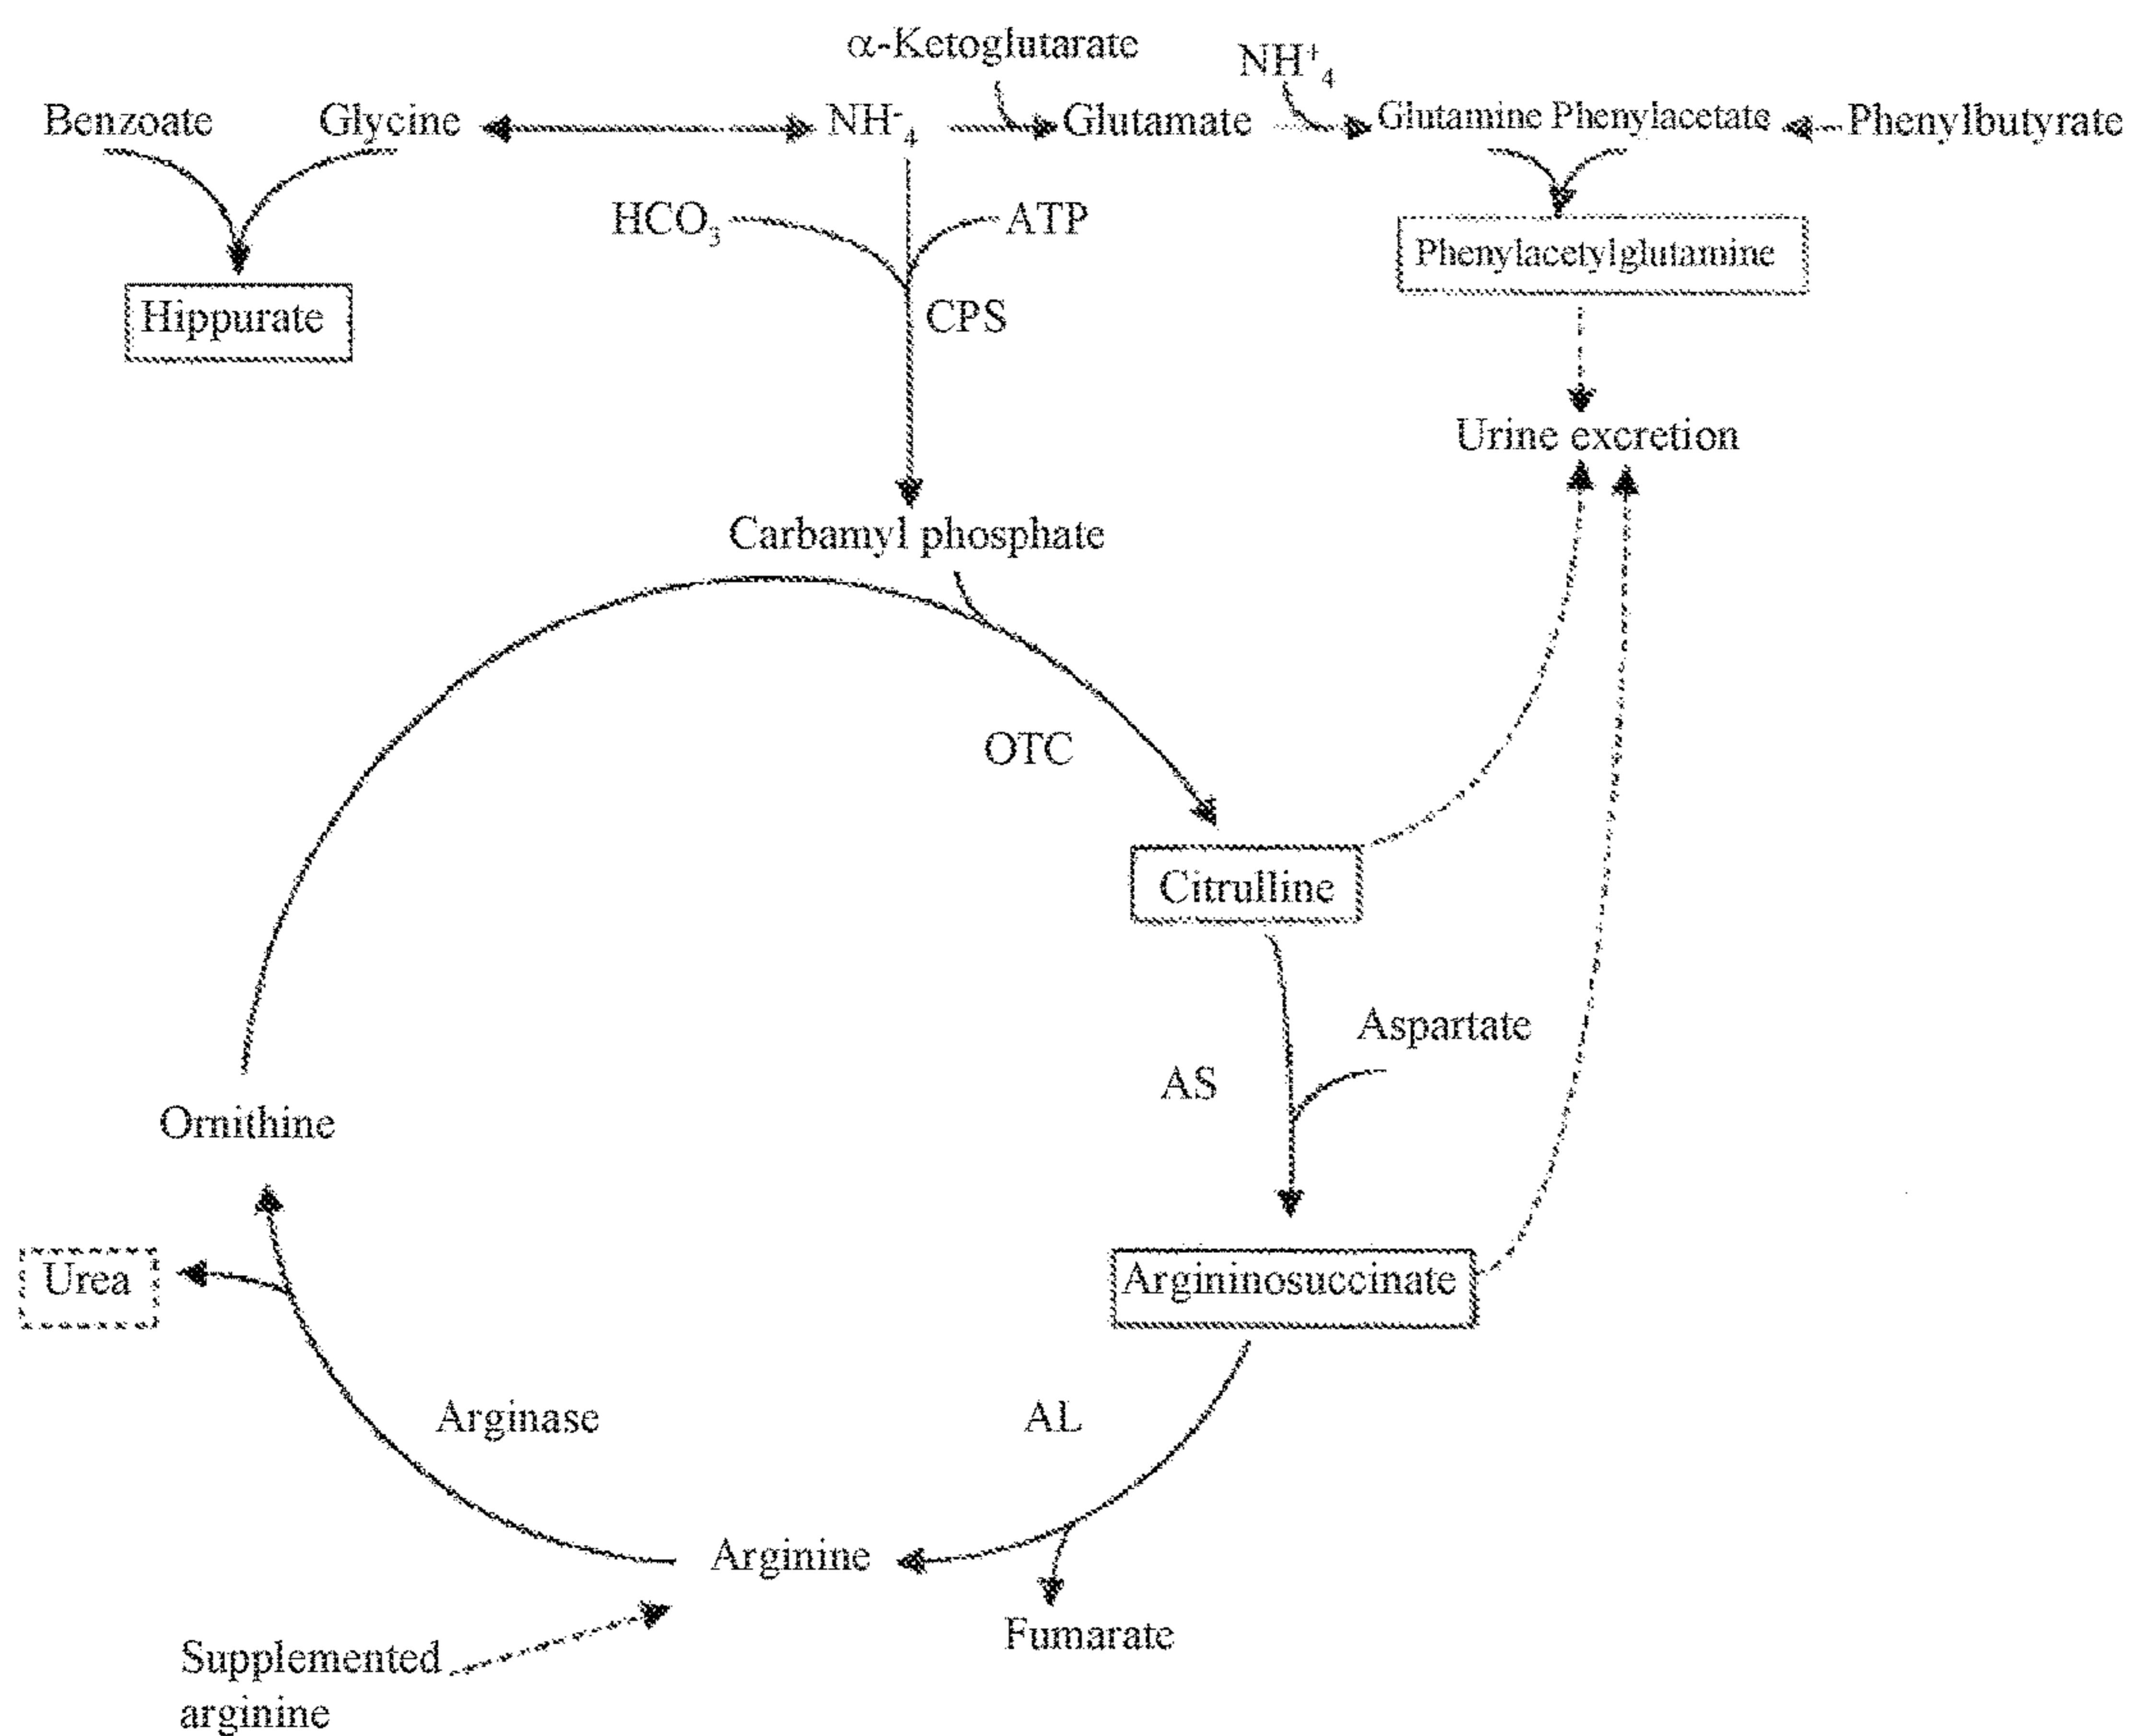 α-Ketoglutarate
NH⁺₄
Benzoate
Glycine
NH⁻₄
Glutamate
Glutamine Phenylacetate
Phenylbutyrate
HCO₃
ATP
Phenylacetylglutamine
Hippurate
CPS
Urine excretion
Carbamyl phosphate
OTC
Citrulline
Aspartate
AS
Ornithine
Urea
Argininosuccinate
Arginase
AL
Arginine
Fumarate
Supplemented
arginine